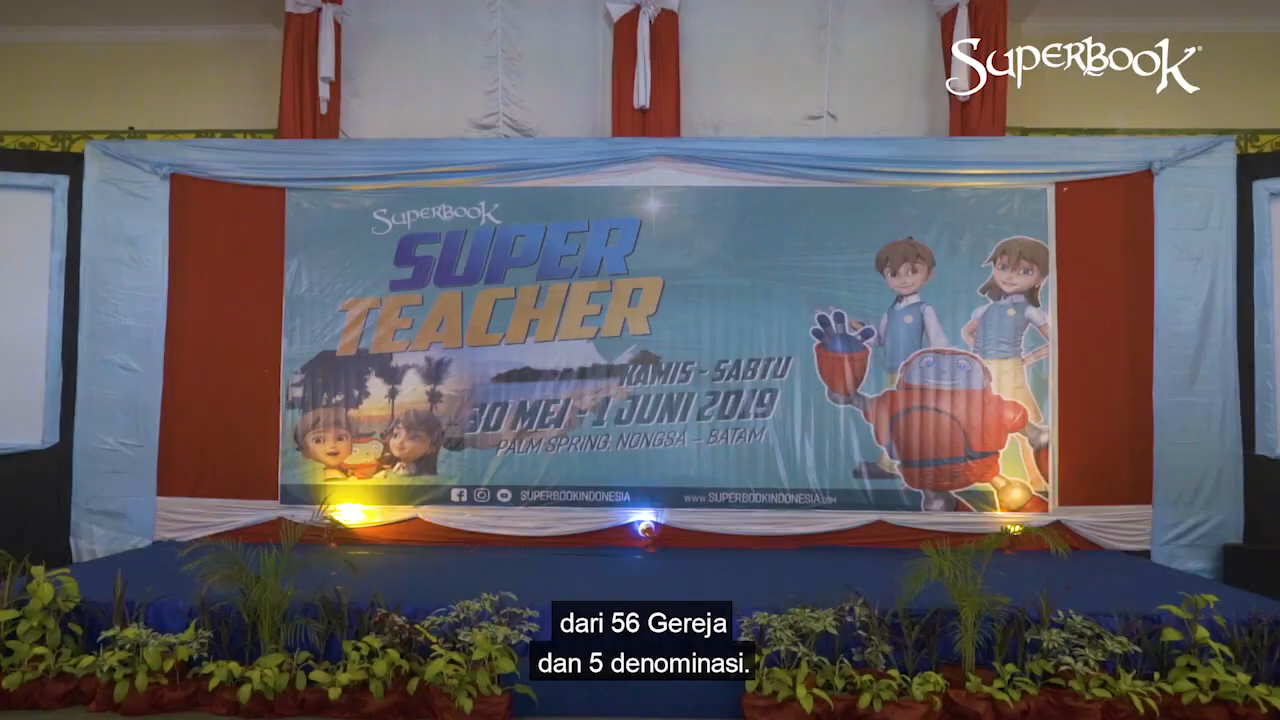 SUPERBOOK
SUPERBOOK
SUPER
TEACHER
KAMIS - SABTU
30 MEI - 1 JUNI 2019
PALM SPRING, NONGSA - BATAM
SUPERBOOKINDONESIA
WWW.SUPERBOOKINDONESIA.COM
dari 56 Gereja
dan 5 denominasi.